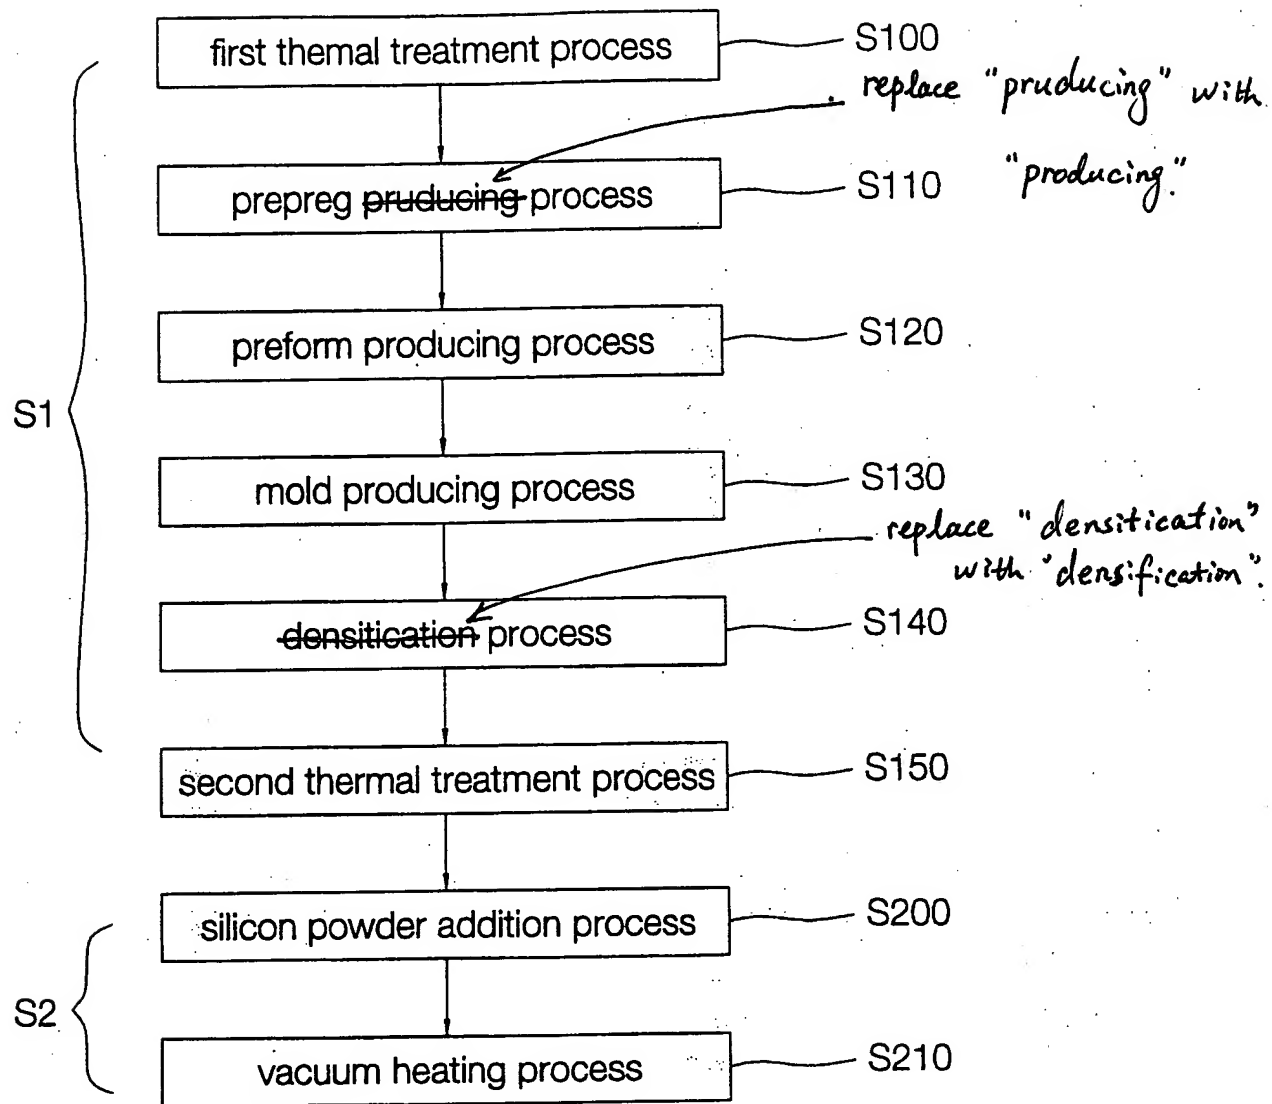 first themal treatment process S100
replace "pruducing" with
"producing."
prepreg pruducing process S110
preform producing process S120
S1
mold producing process S130
replace "densitication"
with "densification".
densitication process S140
second thermal treatment process S150
silicon powder addition process S200
S2
vacuum heating process S210